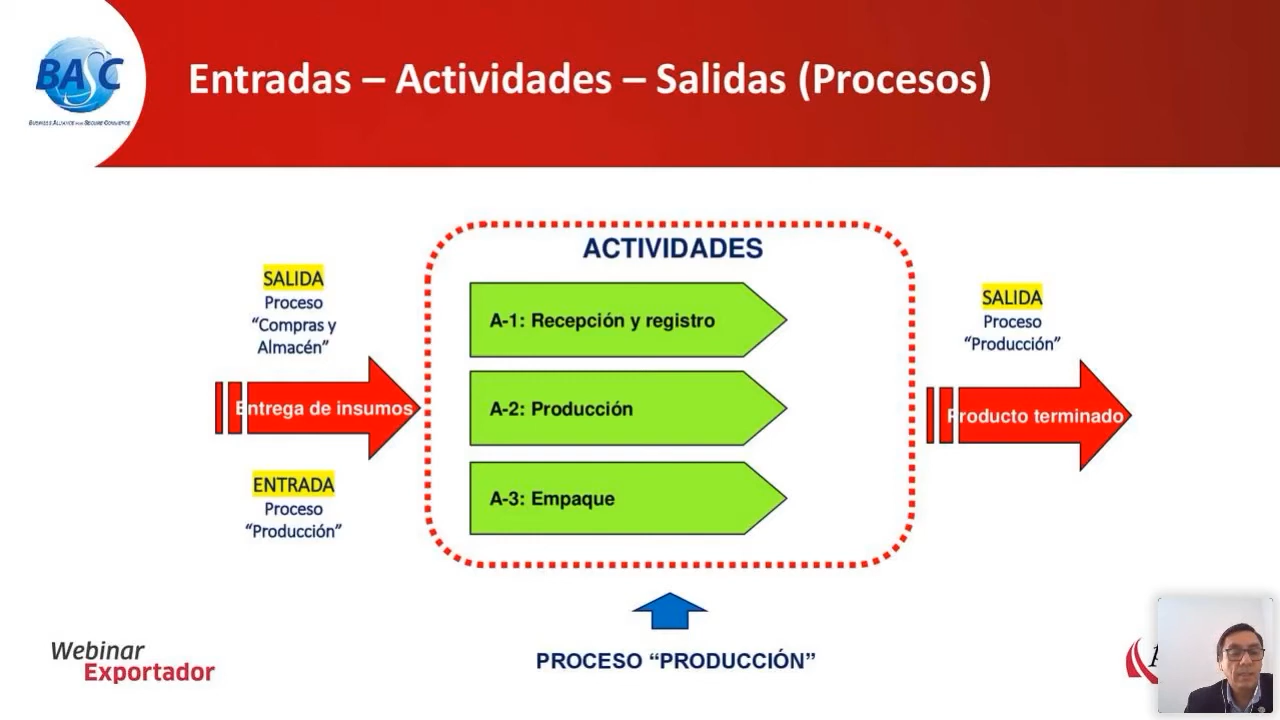 BASC
BUSINESS ALLIANCE FOR SECURE COMMERCE
Entradas – Actividades – Salidas (Procesos)
ACTIVIDADES
SALIDA
Proceso
“Compras y
Almacén”
Entrega de insumos
ENTRADA
Proceso
“Producción”
A-1: Recepción y registro
A-2: Producción
A-3: Empaque
SALIDA
Proceso
“Producción”
Producto terminado
PROCESO “PRODUCCIÓN”
Webinar
Exportador